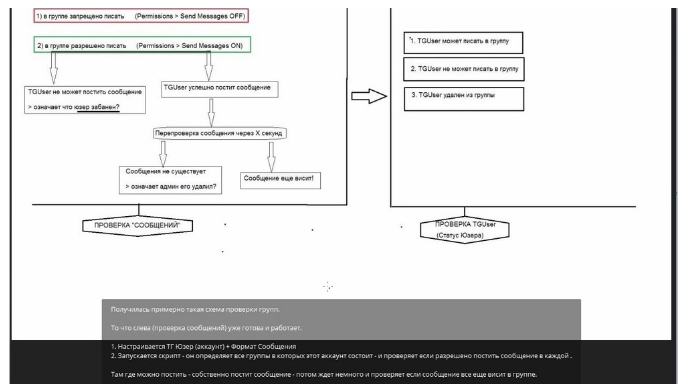 1) в группе запрещено писать (Permissions > Send Messages OFF)
2) в группе разрешено писать (Permissions > Send Messages ON)
TGUser не может постить сообщение
> означает что юзер забанен?
TGUser успешно постит сообщение
Перепроверка сообщения через X секунд
Сообщения не существует
> означает админ его удалил?
Сообщение еще висит!
ПРОВЕРКА "СООБЩЕНИЙ"
1. TGUser может писать в группу
2. TGUser не может писать в группу
3. TGUser удален из группы
ПРОВЕРКА TGUser
(Статус Юзера)
Получилась примерно такая схема проверки групп.
То что слева (проверка сообщений) уже готова и работает.
1. Настраивается ТГ Юзер (аккаунт) + Формат Сообщения
2. Запускается скрипт - он определяет все группы в которых этот аккаунт состоит - и проверяет если разрешено постить сообщение в каждой .
Там где можно постить - собственно постит сообщение - потом ждет немного и проверяет если сообщение все еще висит в группе.